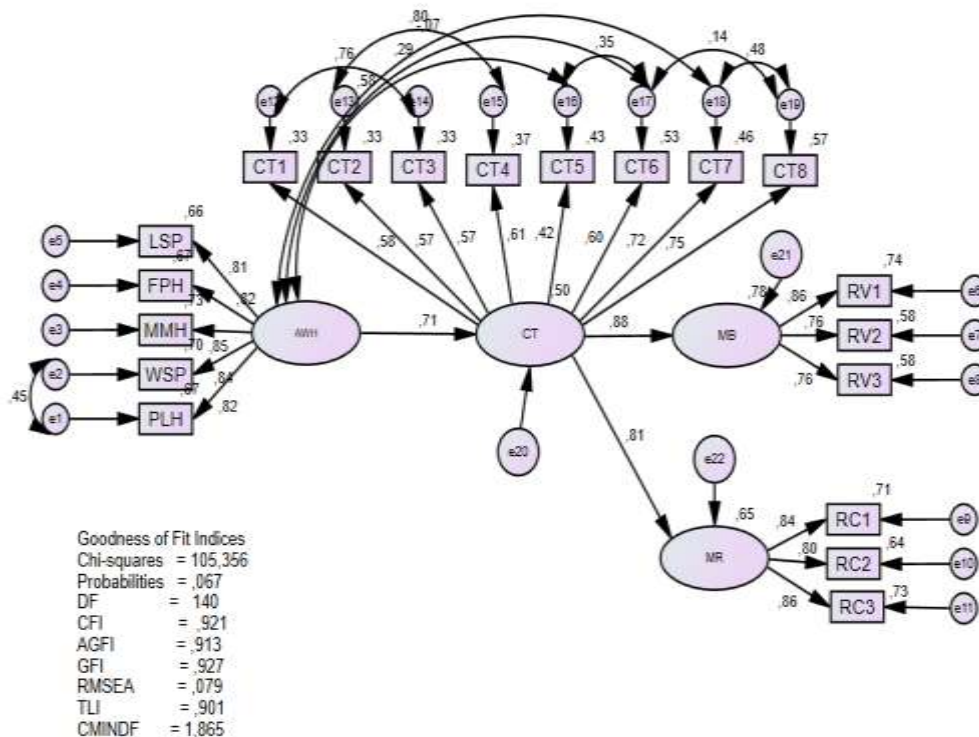 ,80
-,07
,29
,35
,14
,48
,76
,58
e12 e13 e14 e15 e16 e17 e18 e19
,33 ,33 ,33 ,37 ,43 ,53 ,46 ,57
CT1 CT2 CT3 CT4 CT5 CT6 CT7 CT8
,58 ,57 ,57 ,61 ,42 ,60 ,72 ,75
,66
e5 LSP
,81
,67
e4 FPH
,82
,73
e3 MMH
,85
,70
e2 WSP
,84
,67
e1 PLH
,82
,45
AWH
,71
,50
CT
,88
,78
MB
e21
,86
,74
RV1 e6
,76
,58
RV2 e7
,76
,58
RV3 e8
e20
,81
e22
,65
MR
,84
,71
RC1 e9
,80
,64
RC2 e10
,86
,73
RC3 e11
Goodness of Fit Indices
Chi-squares = 105,356
Probabilities = ,067
DF = 140
CFI = ,921
AGFI = ,913
GFI = ,927
RMSEA = ,079
TLI = ,901
CMINDF = 1,865